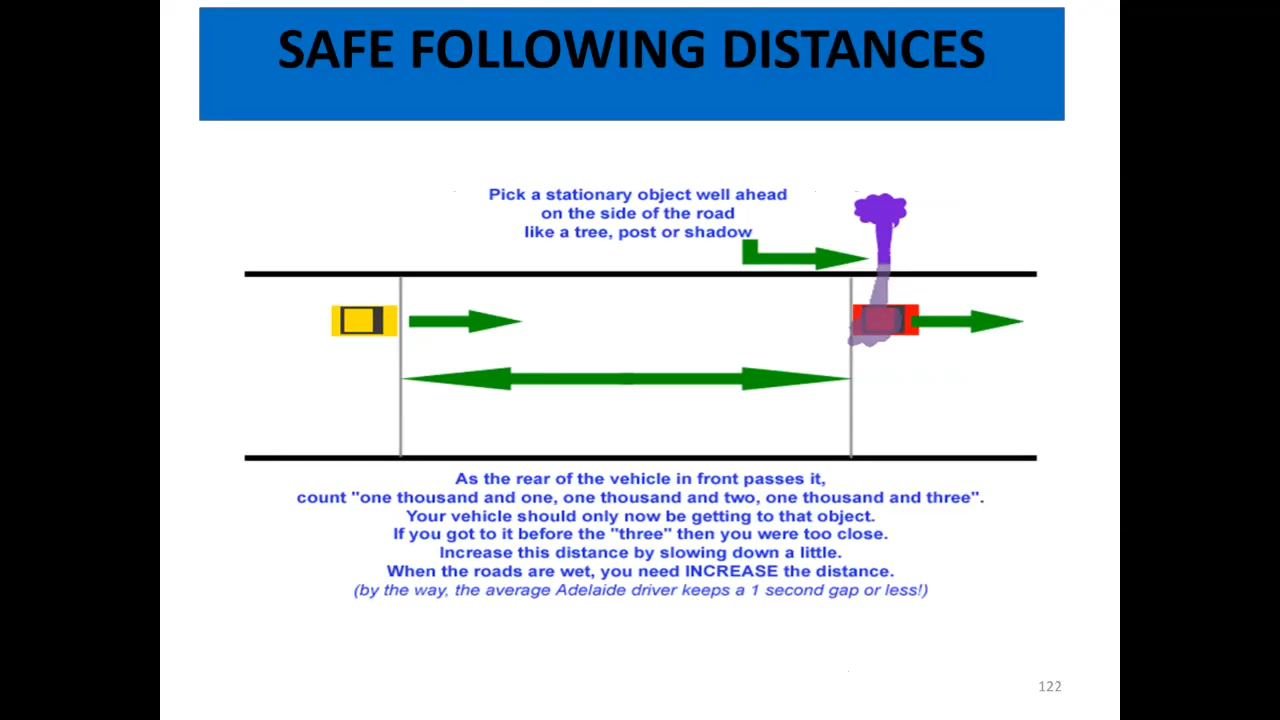 SAFE FOLLOWING DISTANCES
Pick a stationary object well ahead
on the side of the road
like a tree, post or shadow
As the rear of the vehicle in front passes it,
count "one thousand and one, one thousand and two, one thousand and three".
Your vehicle should only now be getting to that object.
If you got to it before the "three" then you were too close.
Increase this distance by slowing down a little.
When the roads are wet, you need INCREASE the distance.
(by the way, the average Adelaide driver keeps a 1 second gap or less!)
122